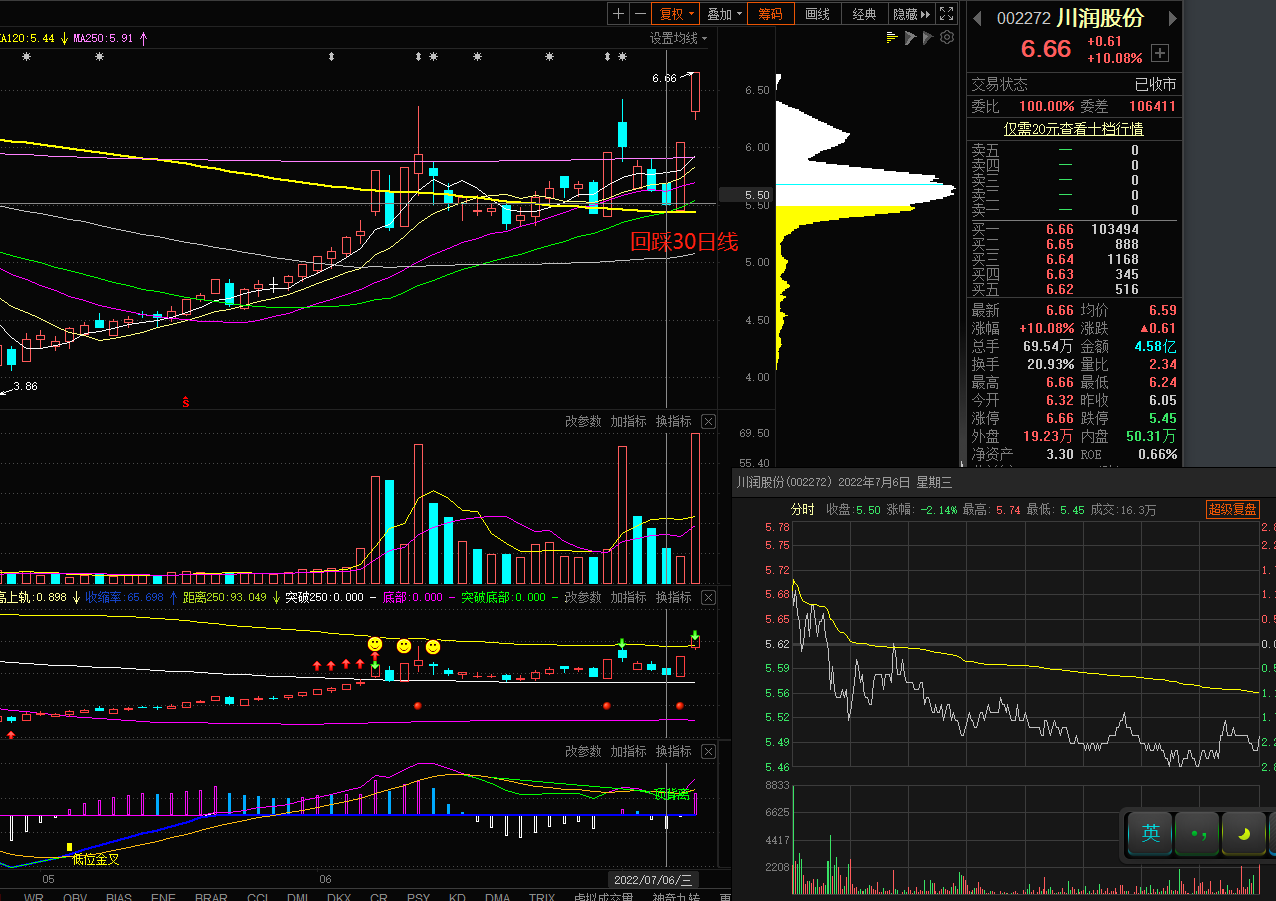 复权 叠加 筹码 画线 经典 隐藏
MA120:5.44 MA250:5.91
设置均线
6.66
3.86
回踩30日线
6.50
6.00
5.50
5.50
5.00
4.50
4.00
改参数 加指标 换指标
69.50
55.40
高上轨:0.898 收缩率:65.698 距离250:93.049 突破250:0.000 底部:0.000 突破底部:0.000 改参数 加指标 换指标
改参数 加指标 换指标
顶背离
低位金叉
05 06 2022/07/06/三
WR OBV BIAS ENE BRAR CCI DMI DKX CR PSY KD DMA TRIX 虚拟成交量 神奇九转
002272 川润股份
6.66 +0.61
+10.08%
交易状态 已收市
委比 100.00% 委差 106411
仅需20元查看十档行情
卖五 — 0
卖四 — 0
卖三 — 0
卖二 — 0
卖一 — 0
买一 6.66 103494
买二 6.65 888
买三 6.64 1168
买四 6.63 345
买五 6.62 516
最新 6.66 均价 6.59
涨幅 +10.08% 涨跌 ▲0.61
总手 69.54万 金额 4.58亿
换手 20.93% 量比 2.34
最高 6.66 最低 6.24
今开 6.32 昨收 6.05
涨停 6.66 跌停 5.45
外盘 19.23万 内盘 50.31万
净资产 3.30 ROE 0.66%
川润股份(002272) 2022年7月6日 星期三
分时 收盘:5.50 涨幅: -2.14% 最高: 5.74 最低: 5.45 成交:16.3万 超级复盘
5.78
5.75
5.72
5.68
5.65
5.62
5.59
5.56
5.52
5.49
5.46
8833
6625
4417
2208
英